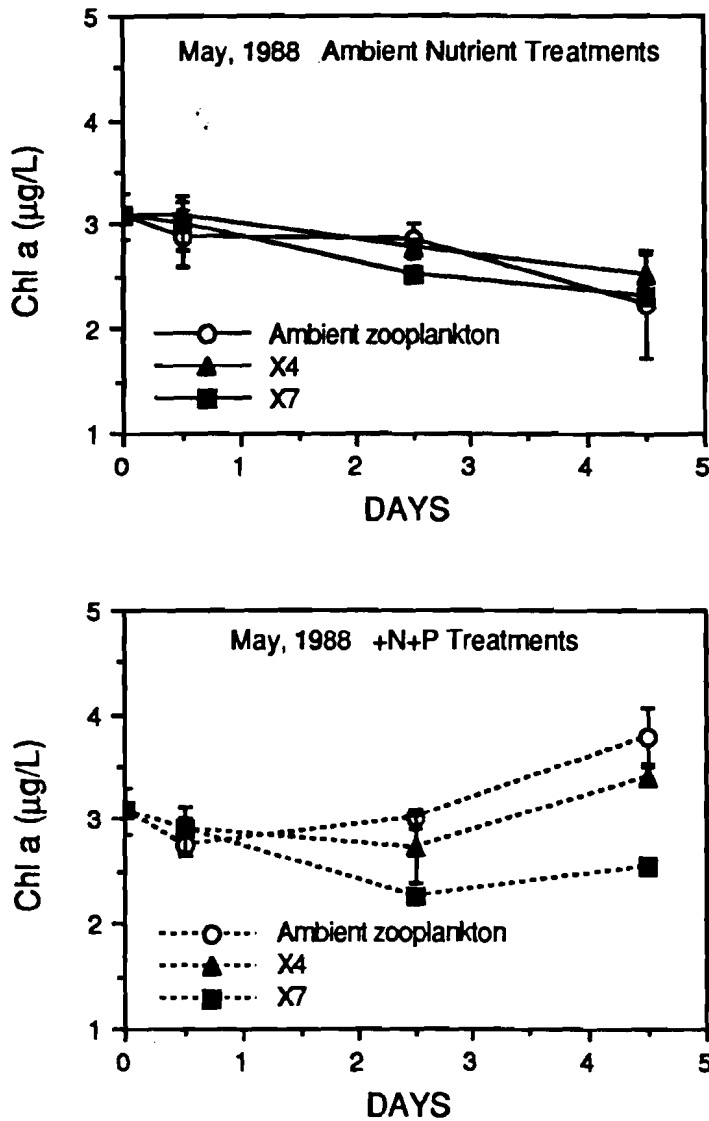 May, 1988 Ambient Nutrient Treatments
5
4
3
2
1
Chl a (µg/L)
Ambient zooplankton
X4
X7
0 1 2 3 4 5
DAYS
May, 1988 +N+P Treatments
5
4
3
2
1
Chl a (µg/L)
Ambient zooplankton
X4
X7
0 1 2 3 4 5
DAYS